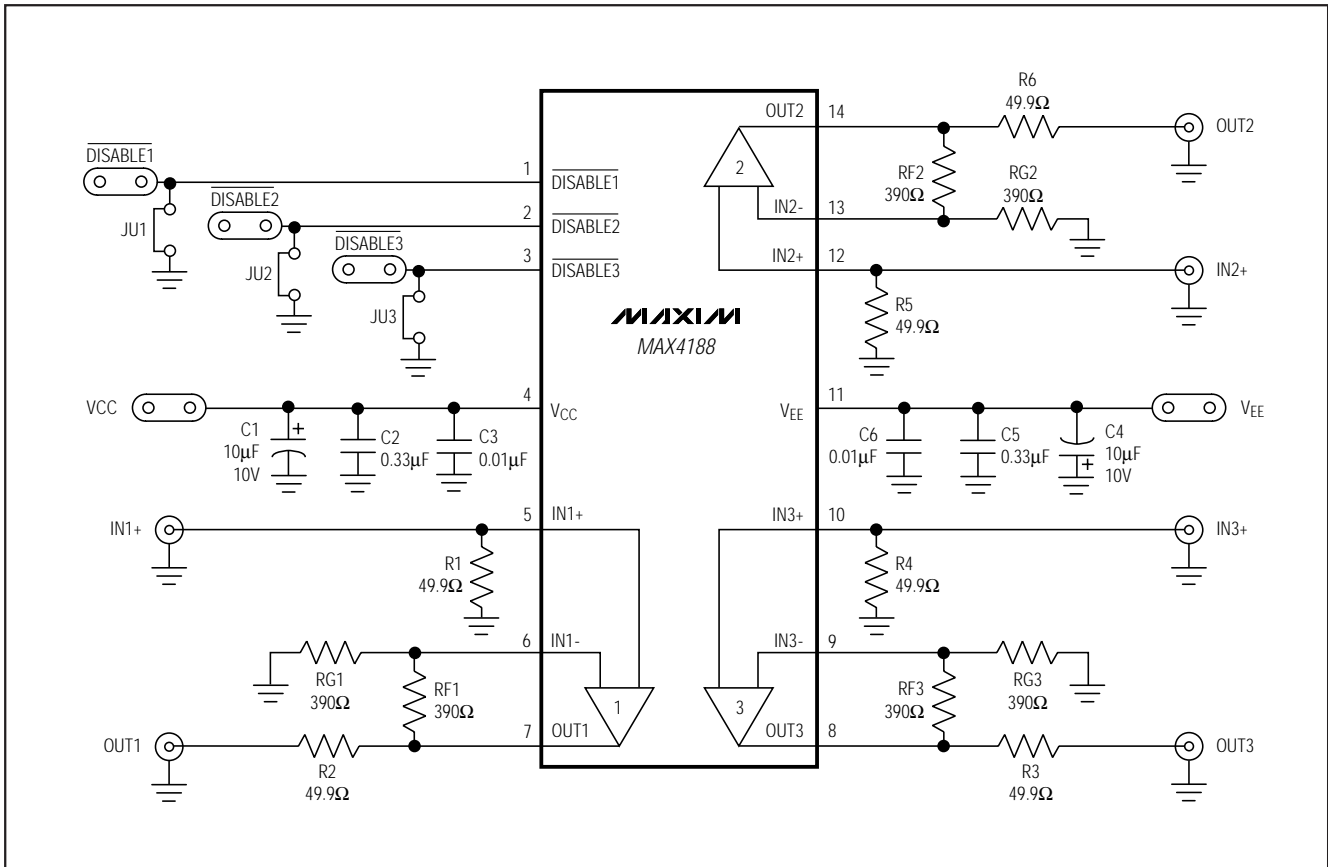 DISABLE1
JU1
DISABLE2
JU2
DISABLE3
JU3
1
DISABLE1
2
DISABLE2
3
DISABLE3
VCC
C1
10µF
10V
+
C2
0.33µF
C3
0.01µF
4
VCC
IN1+
5
IN1+
R1
49.9Ω
6
IN1-
RG1
390Ω
RF1
390Ω
1
OUT1
R2
49.9Ω
7
OUT1
MAXIM
MAX4188
OUT2
14
2
IN2-
13
IN2+
12
RF2
390Ω
RG2
390Ω
R6
49.9Ω
OUT2
R5
49.9Ω
IN2+
VEE
11
C6
0.01µF
C5
0.33µF
C4
10µF
10V
+
VEE
IN3+
10
R4
49.9Ω
IN3+
IN3-
9
3
OUT3
8
RF3
390Ω
RG3
390Ω
R3
49.9Ω
OUT3